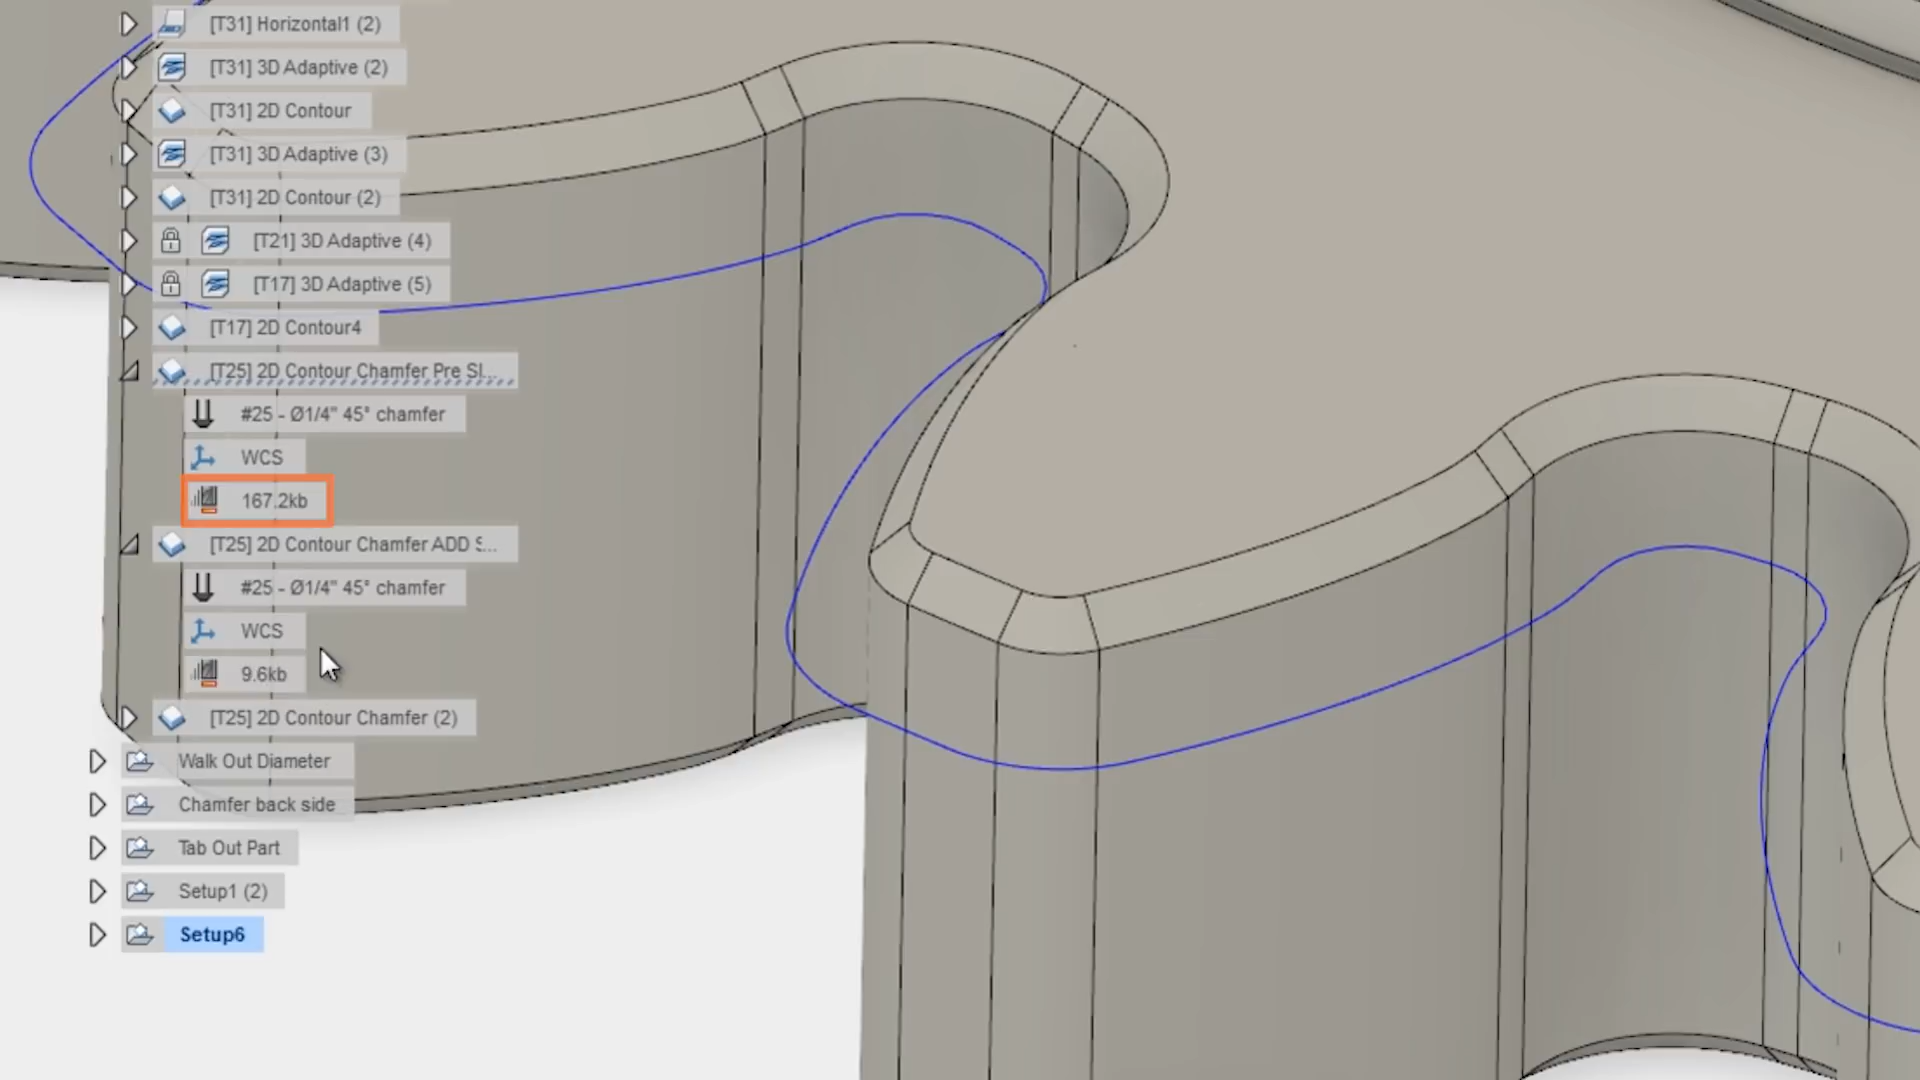 [T31] Horizontal1 (2)
[T31] 3D Adaptive (2)
[T31] 2D Contour
[T31] 3D Adaptive (3)
[T31] 2D Contour (2)
[T21] 3D Adaptive (4)
[T17] 3D Adaptive (5)
[T17] 2D Contour4
[T25] 2D Contour Chamfer Pre Sl...
#25 - Ø1/4" 45° chamfer
WCS
167.2kb
[T25] 2D Contour Chamfer ADD S...
#25 - Ø1/4" 45° chamfer
WCS
9.6kb
[T25] 2D Contour Chamfer (2)
Walk Out Diameter
Chamfer back side
Tab Out Part
Setup1 (2)
Setup6